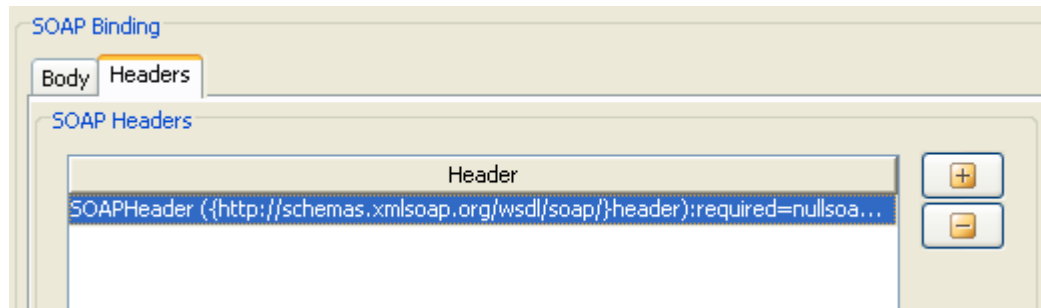 SOAP Binding
Body Headers
SOAP Headers
Header
SOAPHeader ({http://schemas.xmlsoap.org/wsdl/soap/}header):required=nullsoa...